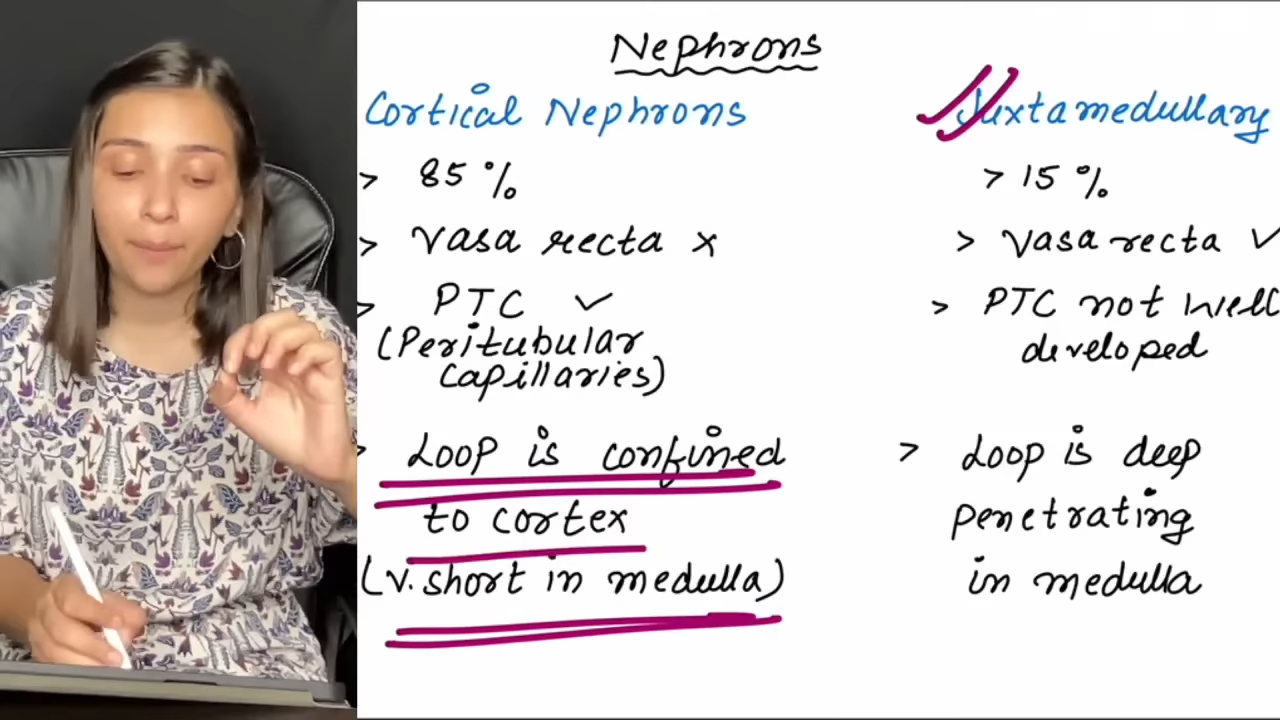 Nephrons
Cortical Nephrons
> 85 %
> Vasa recta x
> PTC ✓
(Peritubular
Capillaries)
> Loop is confined
to cortex
(v. short in medulla)
Juxtamedullary
> 15 %
> Vasa recta ✓
> PTC not well
developed
> Loop is deep
penetrating
in medulla